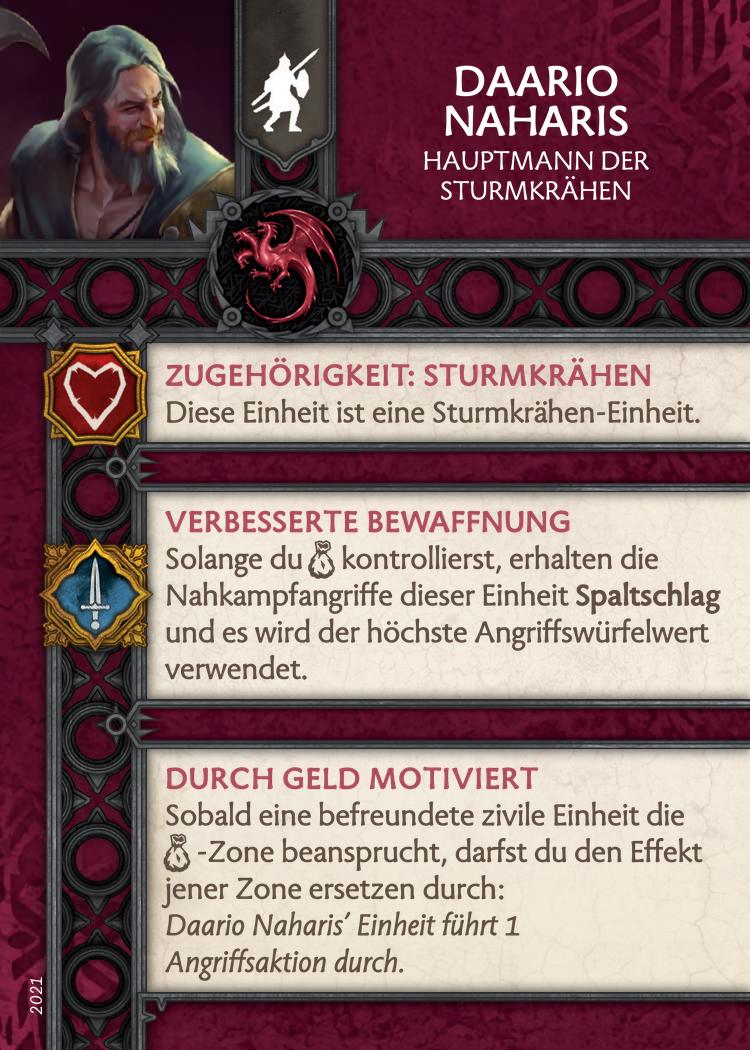 DAARIO
NAHARIS
HAUPTMANN DER
STURMKRÄHEN
ZUGEHÖRIGKEIT: STURMKRÄHEN
Diese Einheit ist eine Sturmkrähen-Einheit.
VERBESSERTE BEWAFFNUNG
Solange du kontrollierst, erhalten die
Nahkampfangriffe dieser Einheit Spaltschlag
und es wird der höchste Angriffswürfelwert
verwendet.
DURCH GELD MOTIVIERT
Sobald eine befreundete zivile Einheit die
-Zone beansprucht, darfst du den Effekt
jener Zone ersetzen durch:
Daario Naharis’ Einheit führt 1
Angriffsaktion durch.
2021